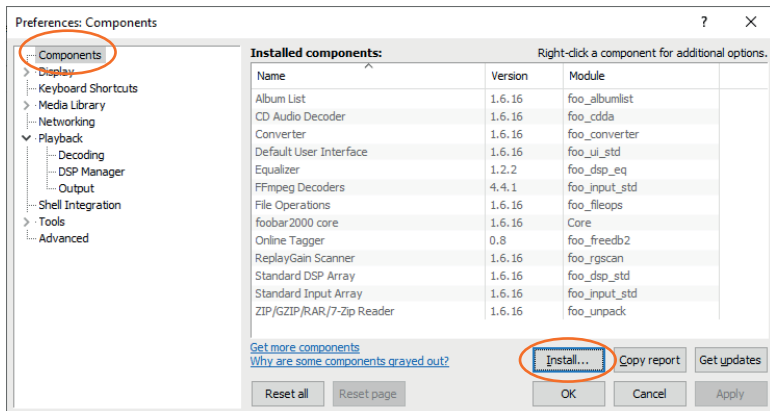 Preferences: Components ? ×
Components
Display
Keyboard Shortcuts
Media Library
Networking
Playback
Decoding
DSP Manager
Output
Shell Integration
Tools
Advanced
Installed components: Right-click a component for additional options.
Name Version Module
Album List 1.6.16 foo_albumlist
CD Audio Decoder 1.6.16 foo_cdda
Converter 1.6.16 foo_converter
Default User Interface 1.6.16 foo_ui_std
Equalizer 1.2.2 foo_dsp_eq
FFmpeg Decoders 4.4.1 foo_input_std
File Operations 1.6.16 foo_fileops
foobar2000 core 1.6.16 Core
Online Tagger 0.8 foo_freedb2
ReplayGain Scanner 1.6.16 foo_rgscan
Standard DSP Array 1.6.16 foo_dsp_std
Standard Input Array 1.6.16 foo_input_std
ZIP/GZIP/RAR/7-Zip Reader 1.6.16 foo_unpack
Get more components
Why are some components grayed out?
Install... Copy report Get updates
Reset all Reset page OK Cancel Apply